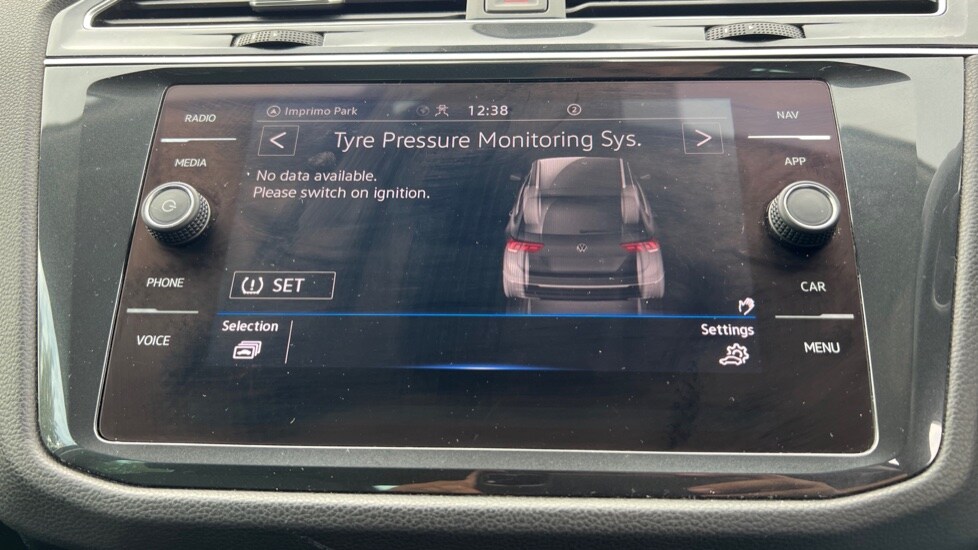 Imprimo Park 12:38 2
RADIO
NAV
< Tyre Pressure Monitoring Sys. >
MEDIA
APP
No data available.
Please switch on ignition.
SET
PHONE
CAR
Selection
Settings
VOICE
MENU